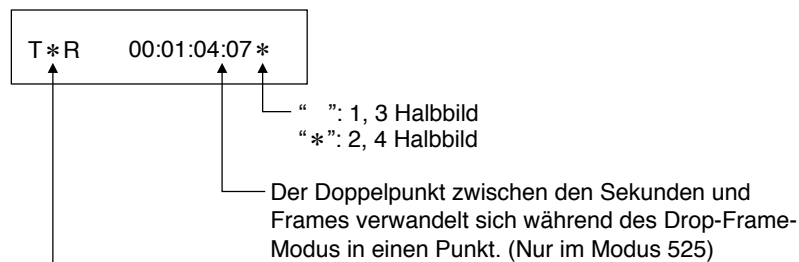 T*R 00:01:04:07*
“ ”: 1, 3 Halbbild
“*”: 2, 4 Halbbild
Der Doppelpunkt zwischen den Sekunden und
Frames verwandelt sich während des Drop-Frame-
Modus in einen Punkt. (Nur im Modus 525)